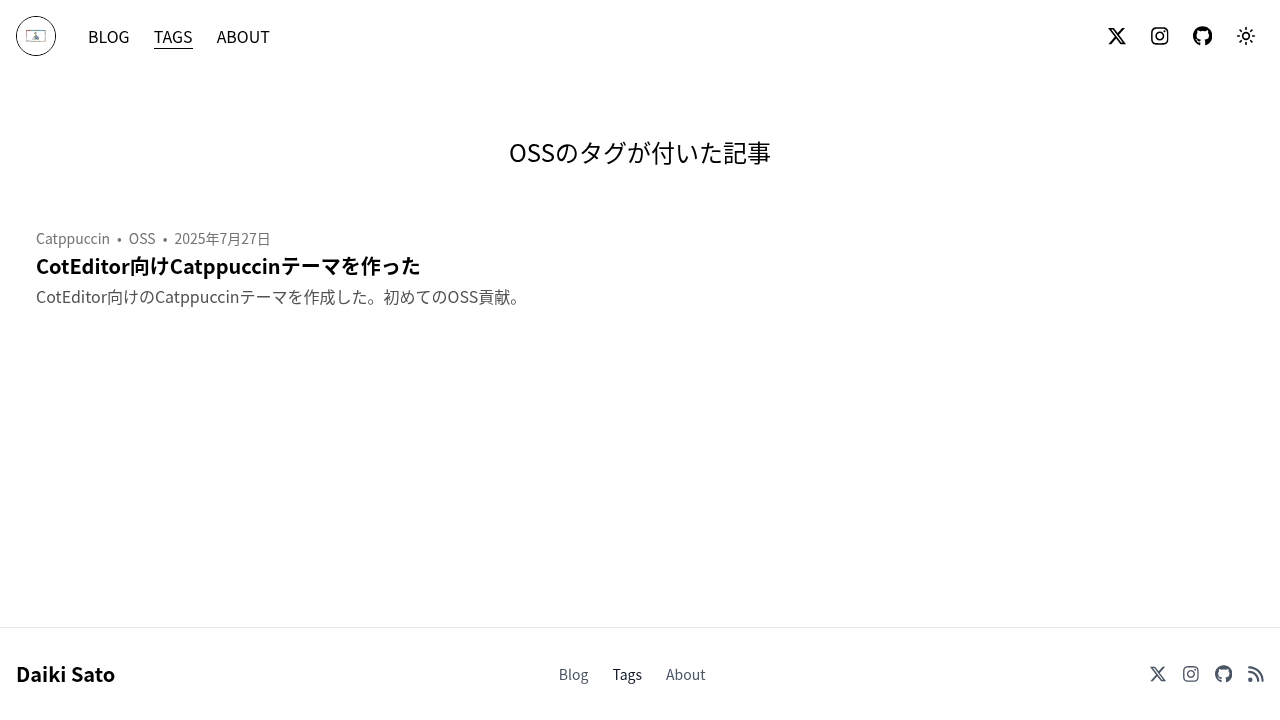 BLOG TAGS ABOUT
OSSのタグが付いた記事
Catppuccin • OSS • 2025年7月27日
CotEditor向けCatppuccinテーマを作った
CotEditor向けのCatppuccinテーマを作成した。初めてのOSS貢献。
Daiki Sato
Blog Tags About